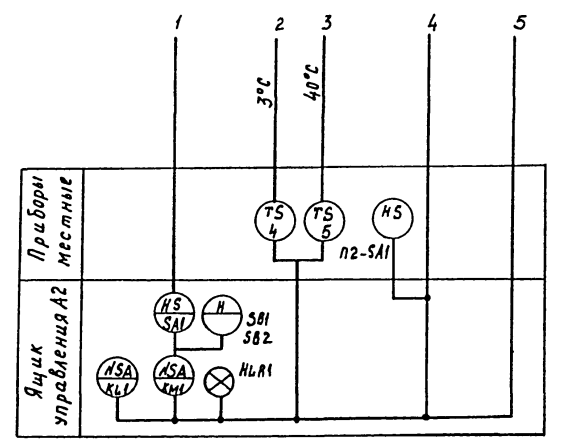 1 2 3 4 5
3°С
40°С
Приборы
местные
TS
4
TS
5
HS
П2-SA1
Ящик
управления А2
HS
SA1
H
SB1
SB2
NSA
KL1
NSA
KM1
HLR1